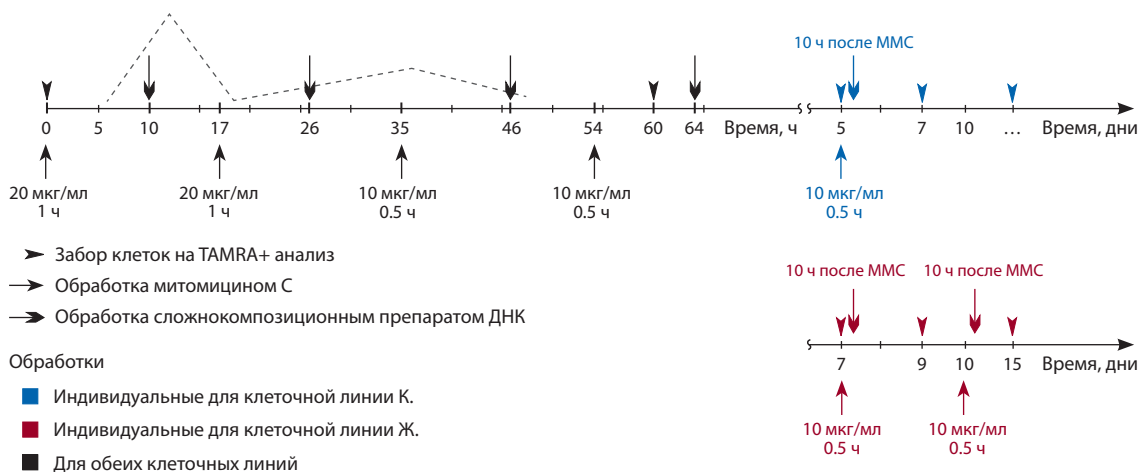 10 ч после ММС
0 5 10 17 26 35 46 54 60 64 Время, ч 5 7 10 ... Время, дни
20 мкг/мл 20 мкг/мл 10 мкг/мл 10 мкг/мл 10 мкг/мл
1 ч 1 ч 0.5 ч 0.5 ч 0.5 ч
Забор клеток на TAMRA+ анализ
Обработка митомицином С
Обработка сложнокомпозиционным препаратом ДНК
10 ч после ММС 10 ч после ММС
7 9 10 15 Время, дни
10 мкг/мл 10 мкг/мл
0.5 ч 0.5 ч
Обработки
Индивидуальные для клеточной линии К.
Индивидуальные для клеточной линии Ж.
Для обеих клеточных линий